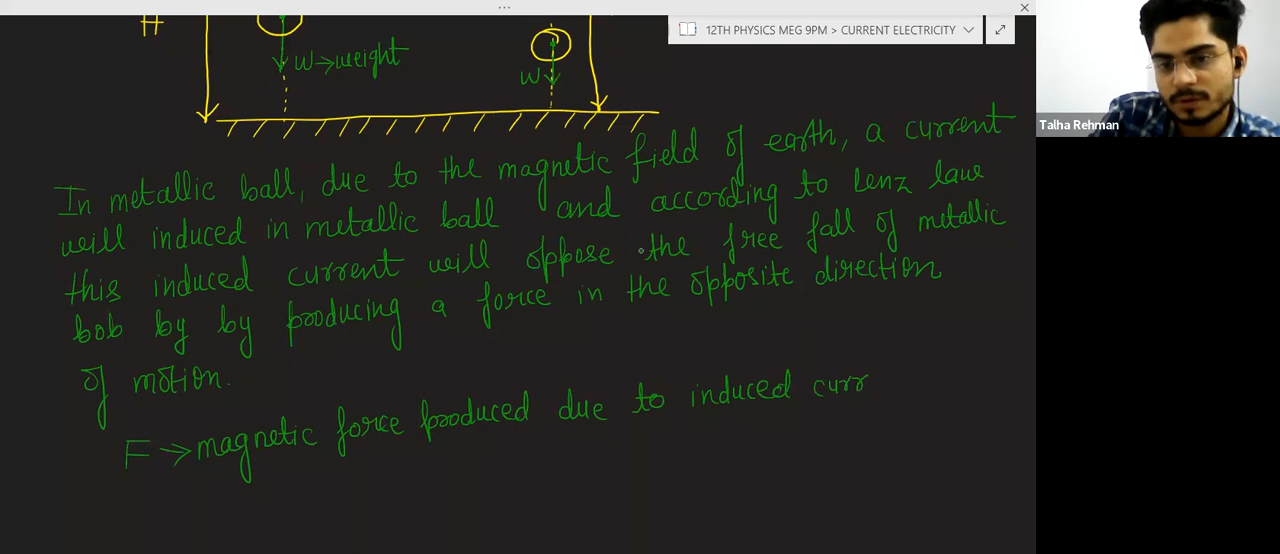 12TH PHYSICS MEG 9PM > CURRENT ELECTRICITY
Talha Rehman
H
W→weight
W
In metallic ball, due to the magnetic field of earth, a current
will induced in metallic ball and according to Lenz law
this induced current will oppose the free fall of metallic
bob by by producing a force in the opposite direction
of motion.
F → magnetic force produced due to induced curr